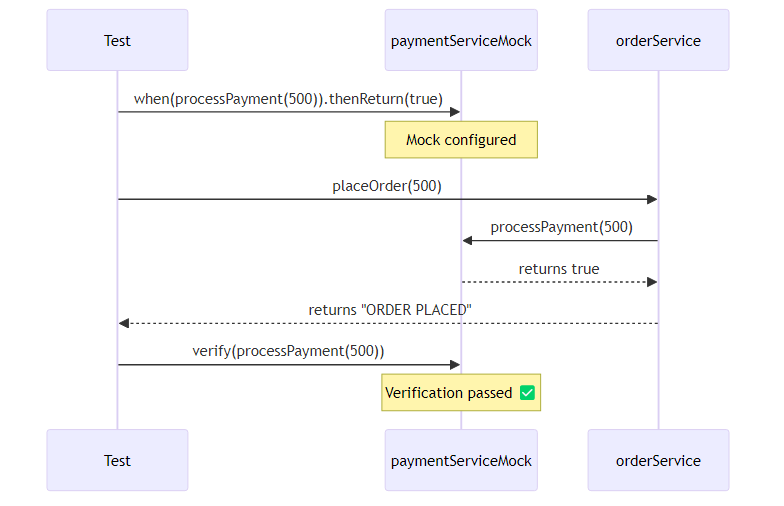 Test
paymentServiceMock
orderService
when(processPayment(500)).thenReturn(true)
Mock configured
placeOrder(500)
processPayment(500)
returns true
returns "ORDER PLACED"
verify(processPayment(500))
Verification passed ✅
Test
paymentServiceMock
orderService